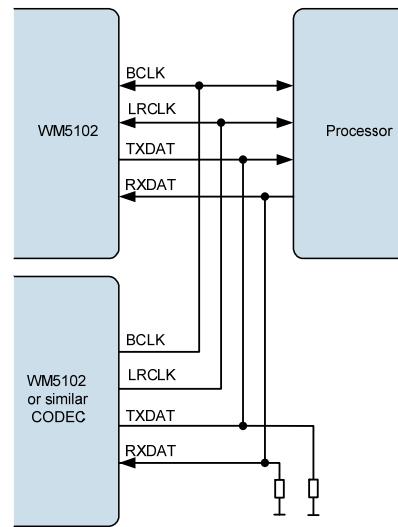 BCLK
LRCLK
WM5102
Processor
TXDAT
RXDAT
BCLK
LRCLK
WM5102
or similar
CODEC
TXDAT
RXDAT